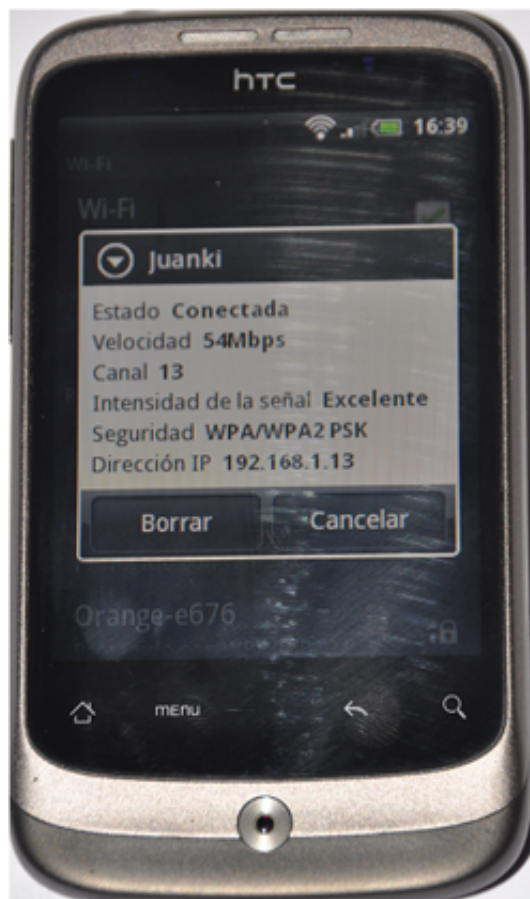 hTC
16:39
Wi-Fi
Wi-Fi
Juanki
Estado Conectada
Velocidad 54Mbps
Canal 13
Intensidad de la señal Excelente
Seguridad WPA/WPA2 PSK
Dirección IP 192.168.1.13
Borrar Cancelar
Orange-e676
MENU